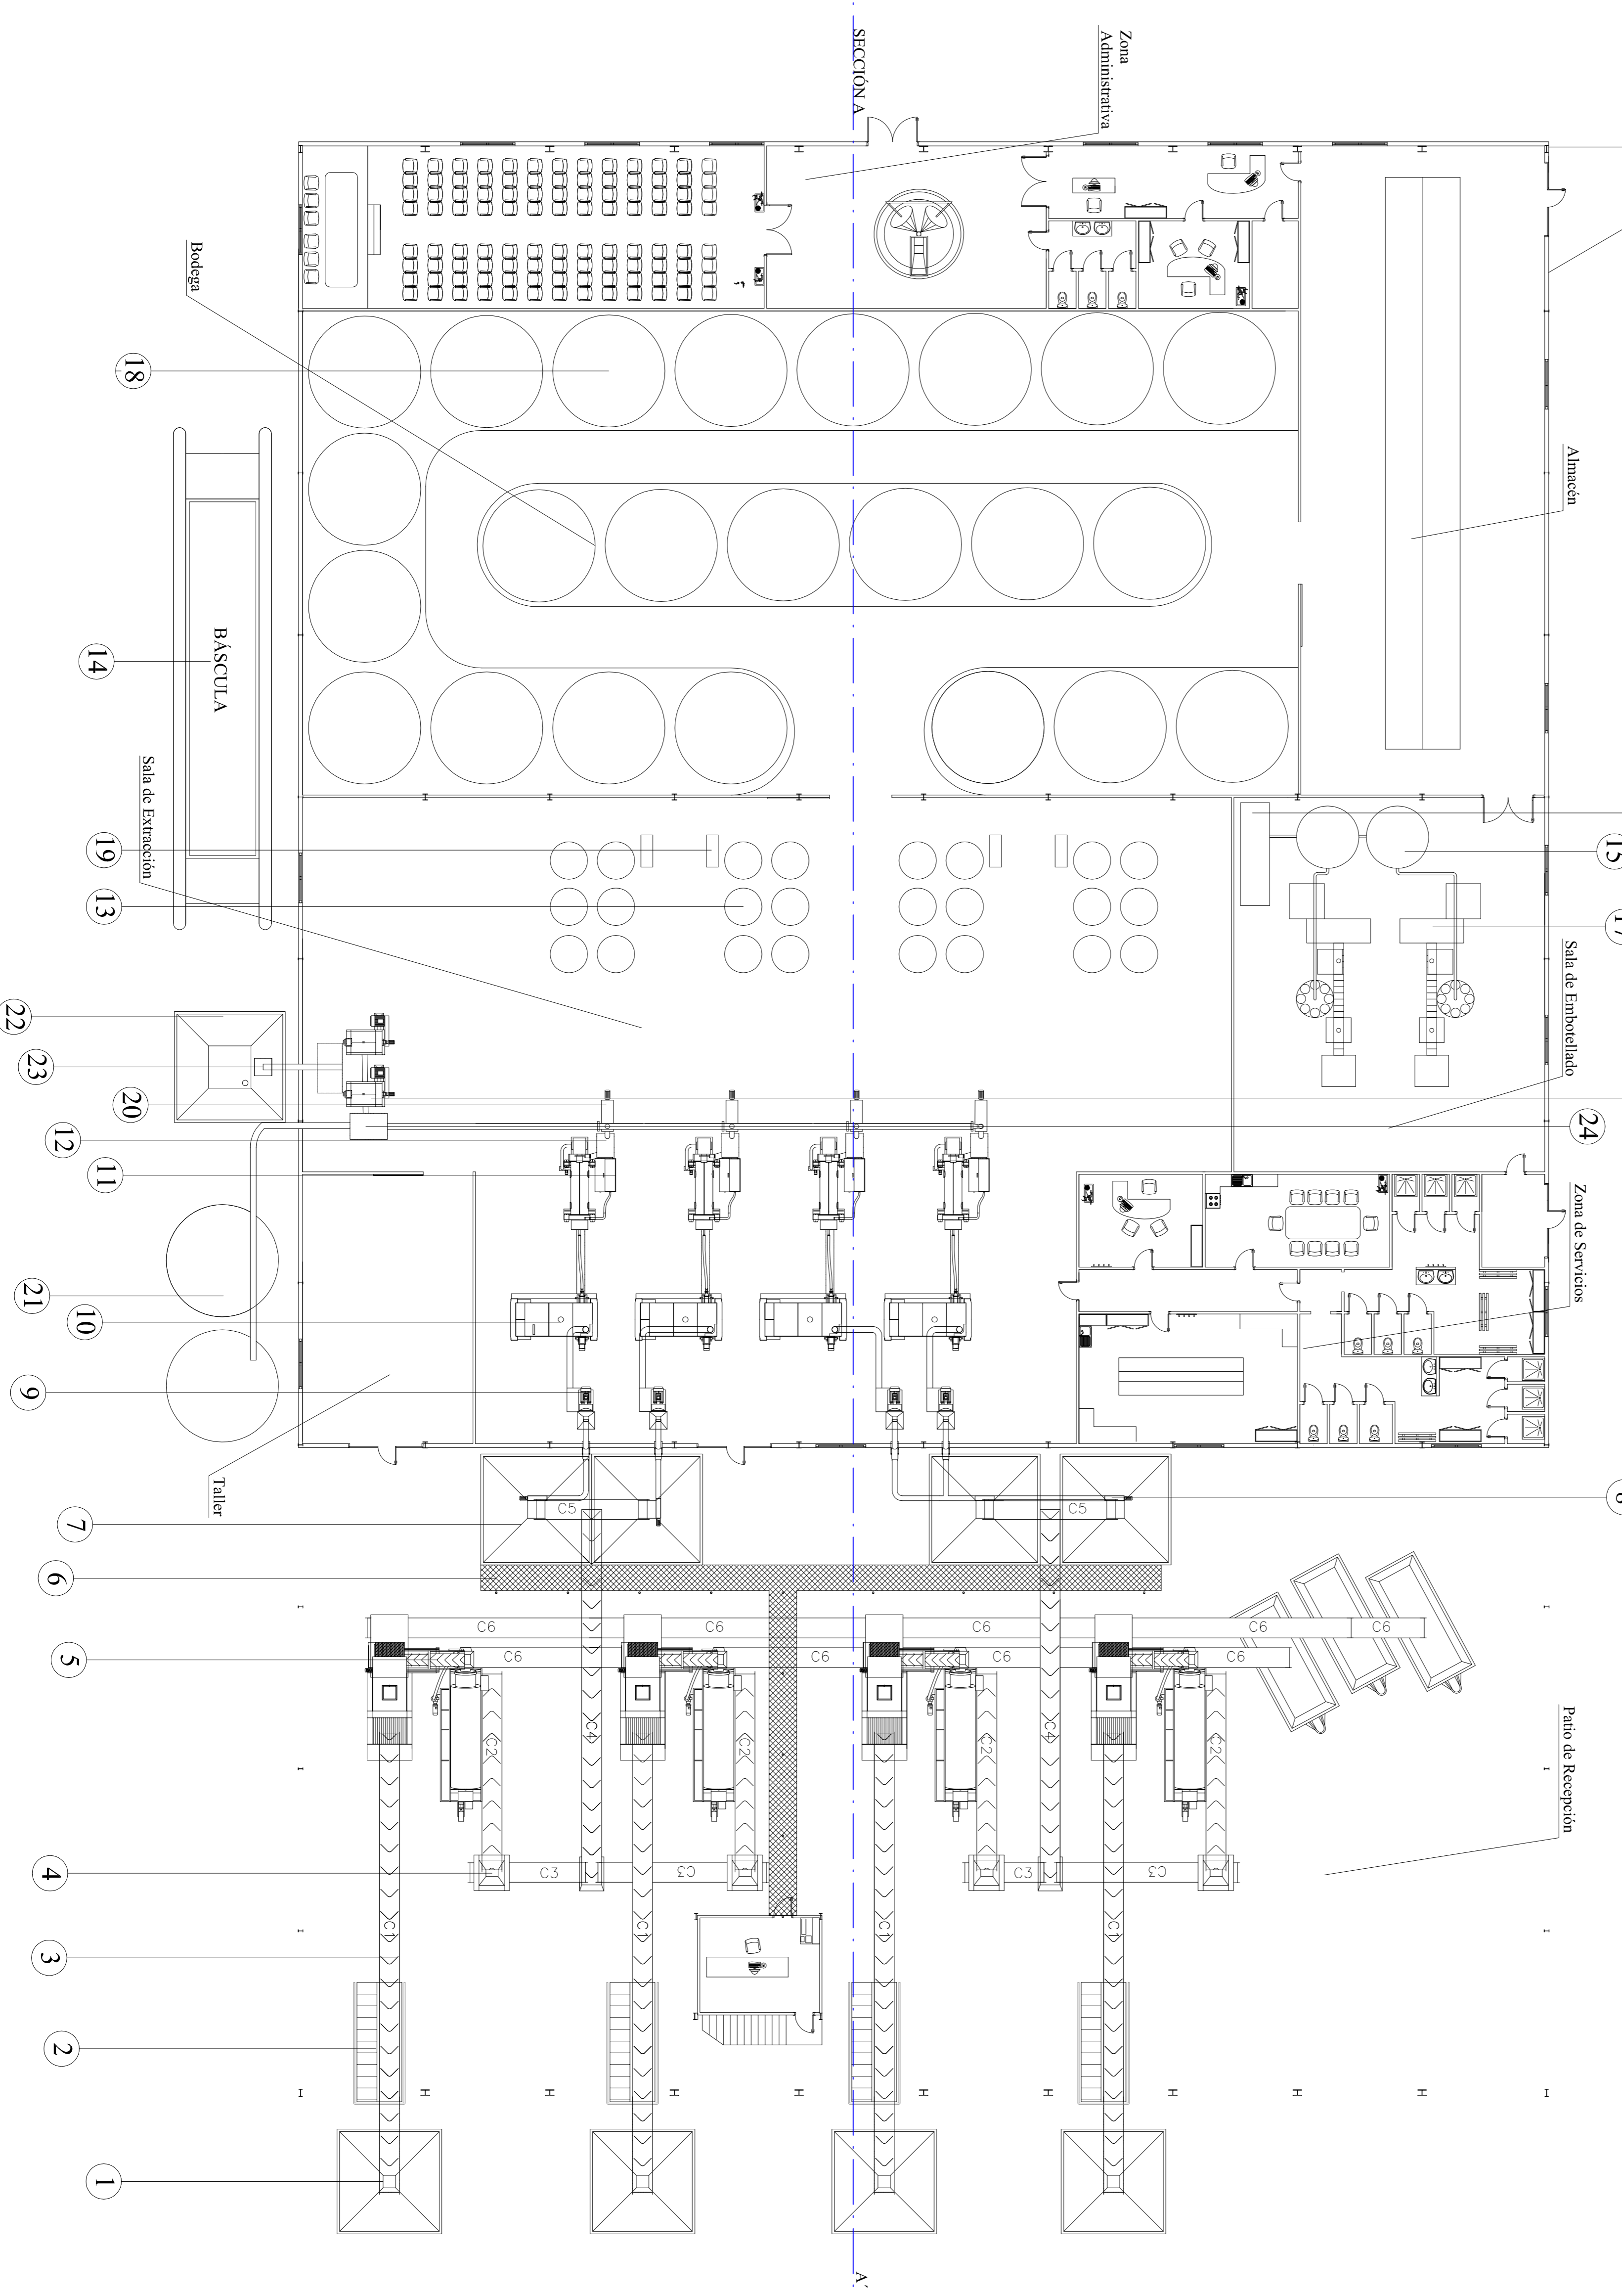 15
17
24
Almacén
Sala de Embotellado
Zona de Servicios
Patio de Recepción
Zona
Administrativa
SECCIÓN A
A'
C6
C6
C6
C6
C6
C6
C6
C6
C6
C5
C5
C4
C4
C2
C2
C2
C2
C3
C3
C3
C3
C1
C1
C1
C1
Bodega
BÁSCULA
Sala de Extracción
Taller
18
14
19
13
22
23
20
12
11
21
10
9
7
6
5
4
3
2
1